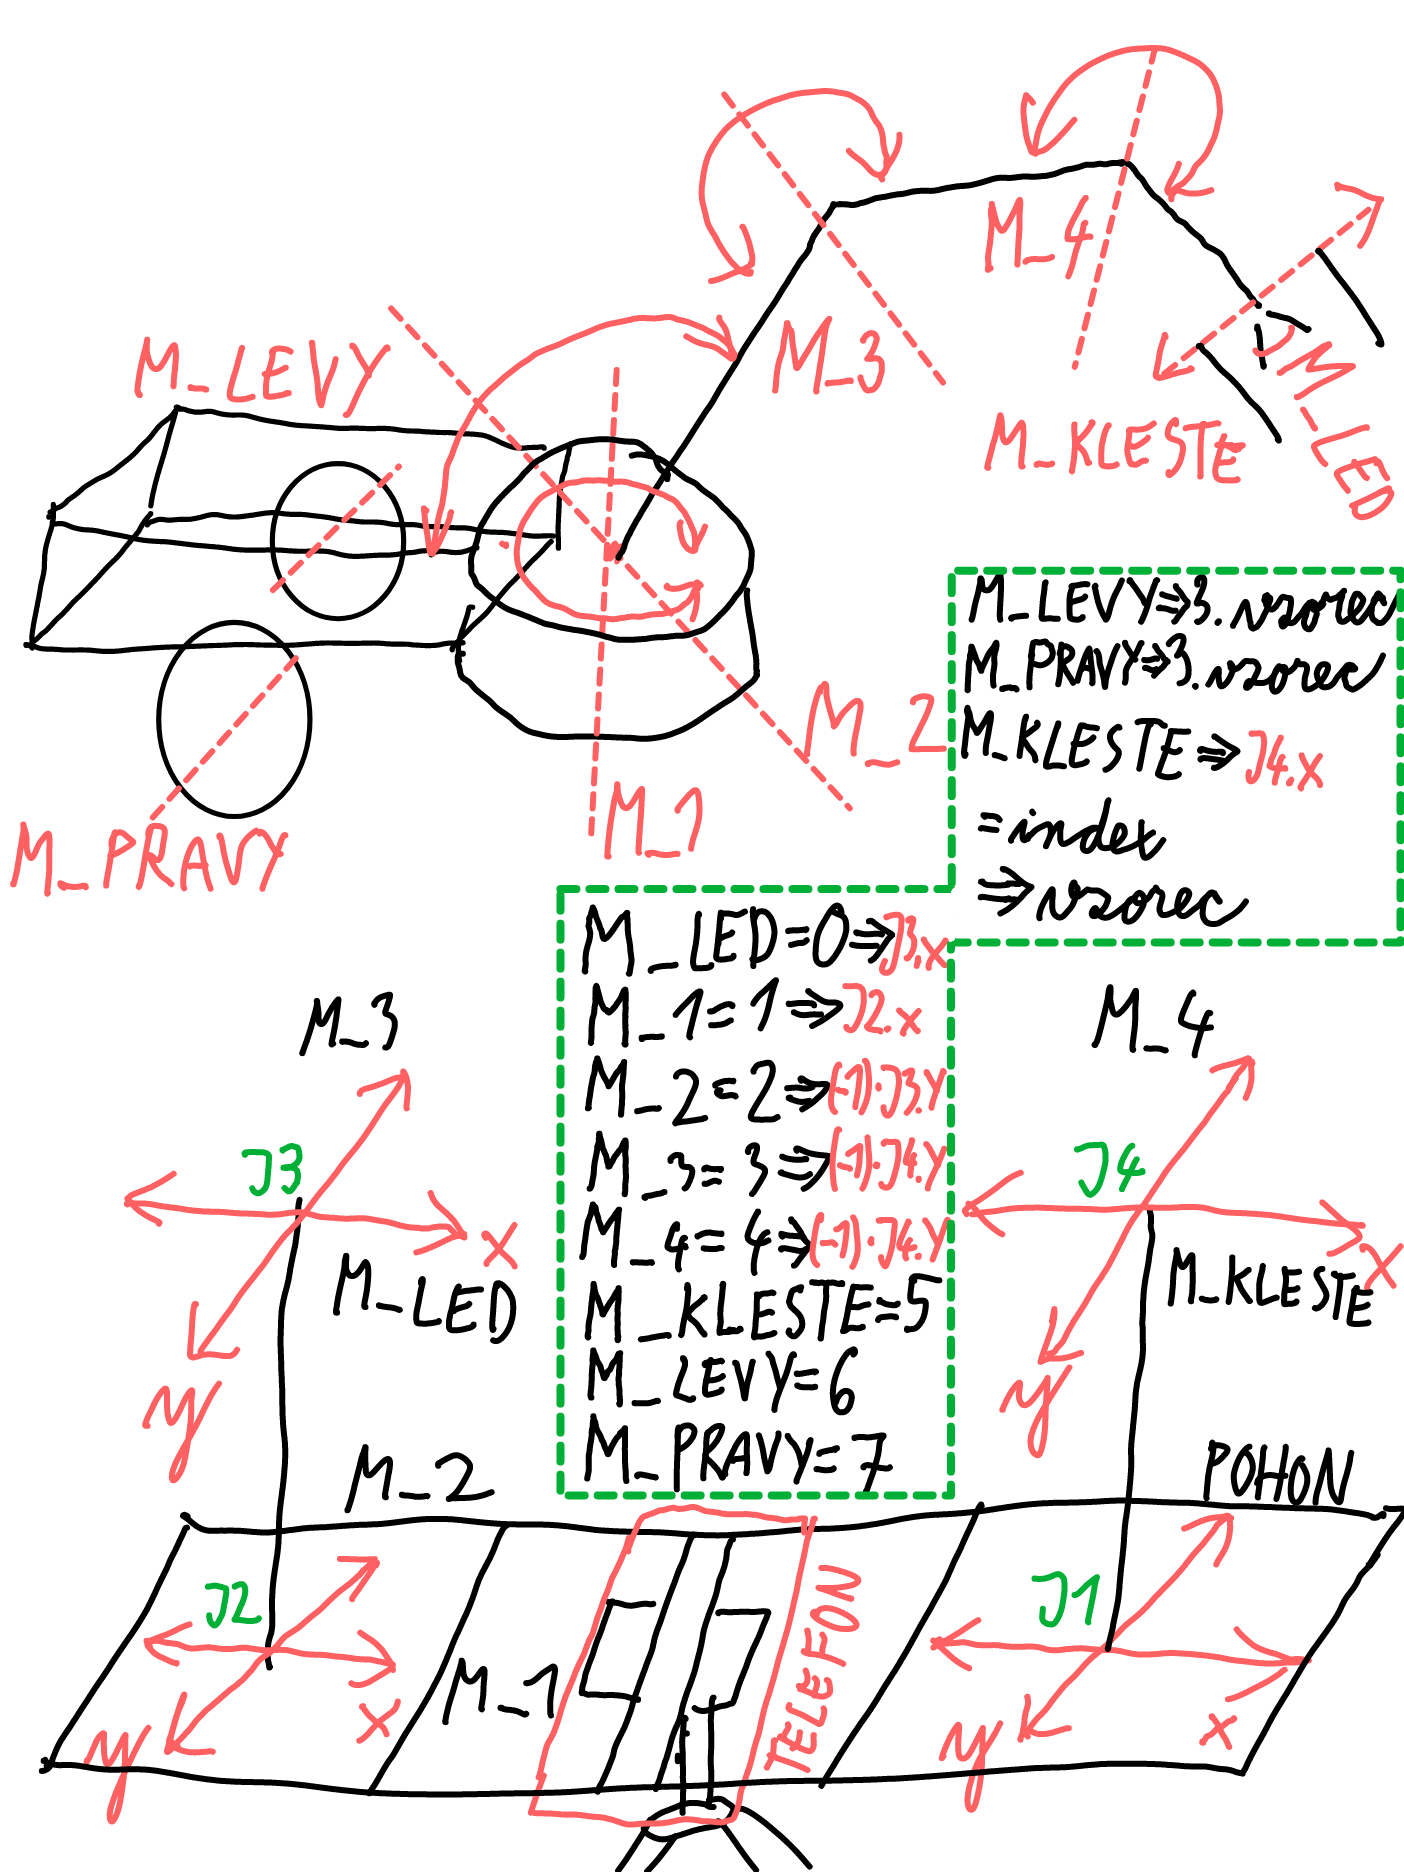 M_4
M_3
M_LEVY
M_KLESTE
M_LED
M_2
M_1
M_PRAVY
M_LEVY⇒3. vzorec
M_PRAVY⇒3. vzorec
M_KLESTE⇒J4.x
=index
⇒vzorec
M_LED=0⇒J3.x
M_1=1⇒J2.x
M_2=2⇒(-1)·J3.Y
M_3=3⇒(-1)·J4.Y
M_4=4⇒(-1)·J4.Y
M_KLESTE=5
M_LEVY=6
M_PRAVY=7
M_3
J3
x
M_LED
y
M_4
J4
x
M_KLESTE
y
M_2
J2
x
y
M_1
TELEFON
POHON
J1
x
y